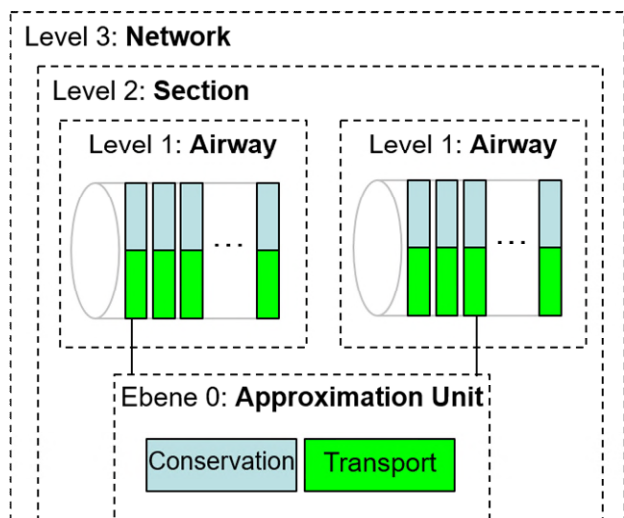 Level 3: Network
Level 2: Section
Level 1: Airway
Level 1: Airway
...
...
Ebene 0: Approximation Unit
Conservation
Transport